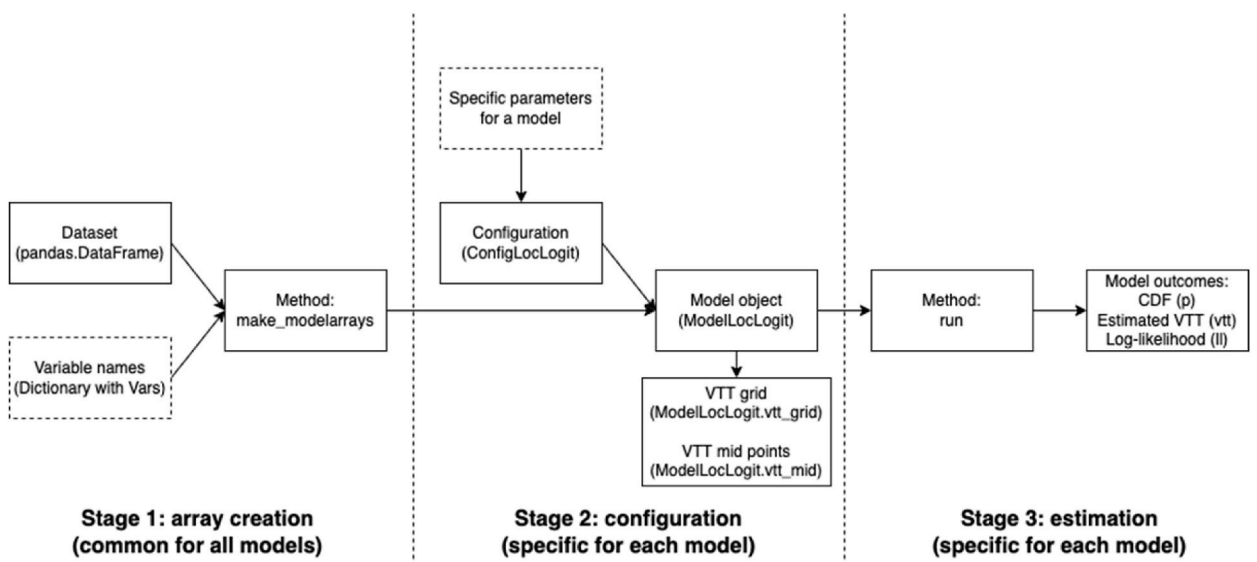 Specific parameters
for a model
Dataset
(pandas.DataFrame)
Configuration
(ConfigLocLogit)
Method:
make_modelarrays
Model object
(ModelLocLogit)
Method:
run
Model outcomes:
CDF (p)
Estimated VTT (vtt)
Log-likelihood (ll)
Variable names
(Dictionary with Vars)
VTT grid
(ModelLocLogit.vtt_grid)
VTT mid points
(ModelLocLogit.vtt_mid)
Stage 1: array creation
(common for all models)
Stage 2: configuration
(specific for each model)
Stage 3: estimation
(specific for each model)